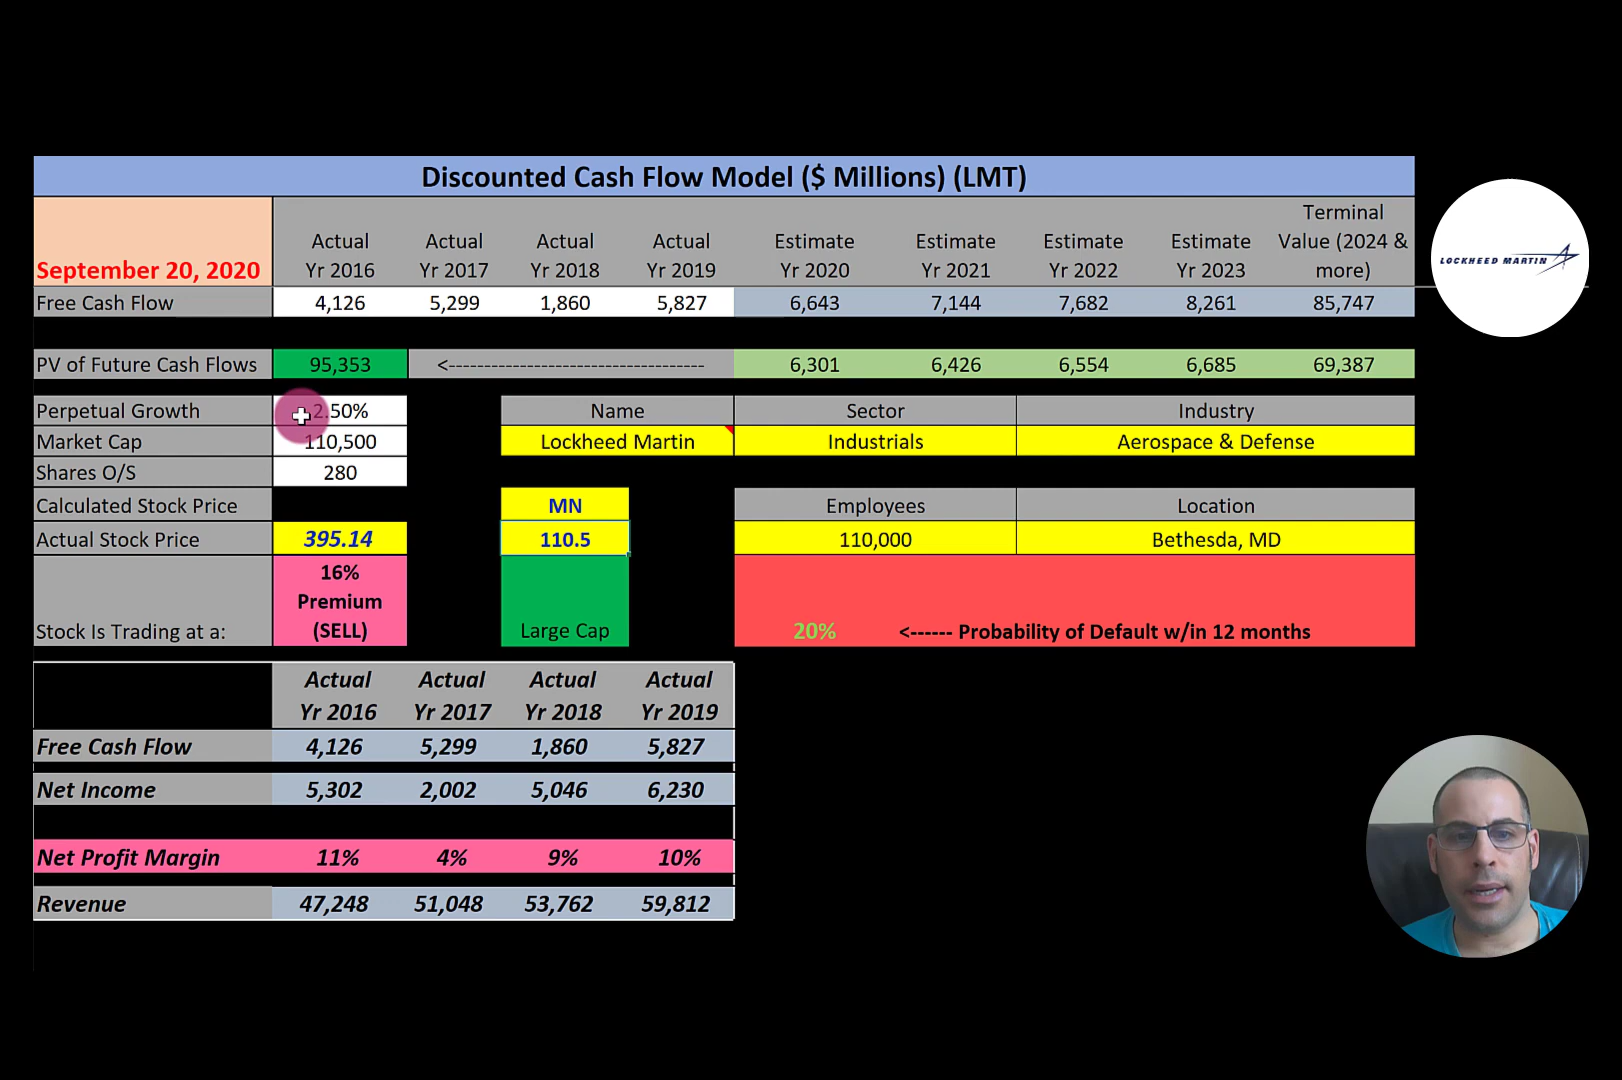 Discounted Cash Flow Model ($ Millions) (LMT)
September 20, 2020
Actual Yr 2016
Actual Yr 2017
Actual Yr 2018
Actual Yr 2019
Estimate Yr 2020
Estimate Yr 2021
Estimate Yr 2022
Estimate Yr 2023
Terminal Value (2024 & more)
LOCKHEED MARTIN
Free Cash Flow 4,126 5,299 1,860 5,827 6,643 7,144 7,682 8,261 85,747
PV of Future Cash Flows 95,353 <----------------------------------- 6,301 6,426 6,554 6,685 69,387
Perpetual Growth 2.50% Name Sector Industry
Market Cap 110,500 Lockheed Martin Industrials Aerospace & Defense
Shares O/S 280
Calculated Stock Price MN Employees Location
Actual Stock Price 395.14 110.5 110,000 Bethesda, MD
Stock Is Trading at a: 16% Premium (SELL) Large Cap 20% <------ Probability of Default w/in 12 months
Actual Yr 2016
Actual Yr 2017
Actual Yr 2018
Actual Yr 2019
Free Cash Flow 4,126 5,299 1,860 5,827
Net Income 5,302 2,002 5,046 6,230
Net Profit Margin 11% 4% 9% 10%
Revenue 47,248 51,048 53,762 59,812